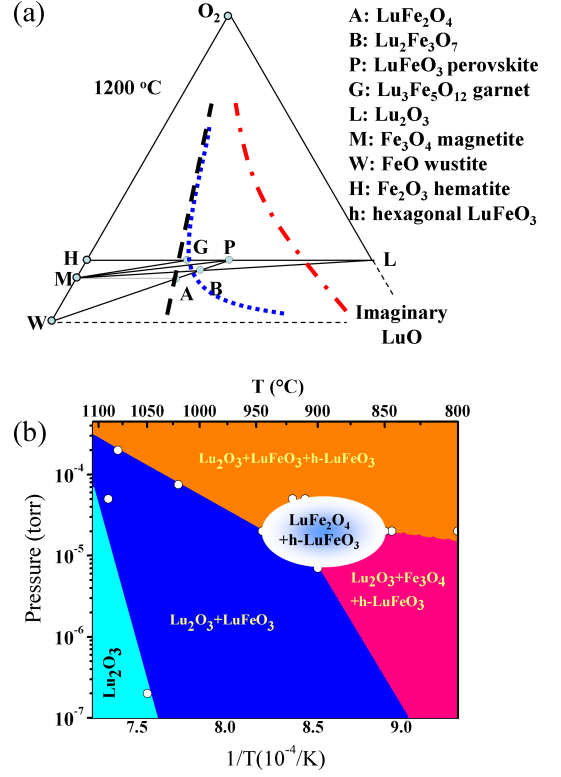 (a)
O₂
1200 °C
A: LuFe₂O₄
B: Lu₂Fe₃O₇
P: LuFeO₃ perovskite
G: Lu₃Fe₅O₁₂ garnet
L: Lu₂O₃
M: Fe₃O₄ magnetite
W: FeO wustite
H: Fe₂O₃ hematite
h: hexagonal LuFeO₃
H
G
P
L
M
A
B
W
Imaginary
LuO
T (°C)
(b)
1100 1050 1000 950 900 850 800
Pressure (torr)
10⁻⁴
10⁻⁵
10⁻⁶
10⁻⁷
Lu₂O₃+LuFeO₃+h-LuFeO₃
LuFe₂O₄
+h-LuFeO₃
Lu₂O₃+Fe₃O₄
+h-LuFeO₃
Lu₂O₃+LuFeO₃
Lu₂O₃
7.5 8.0 8.5 9.0
1/T(10⁻⁴/K)